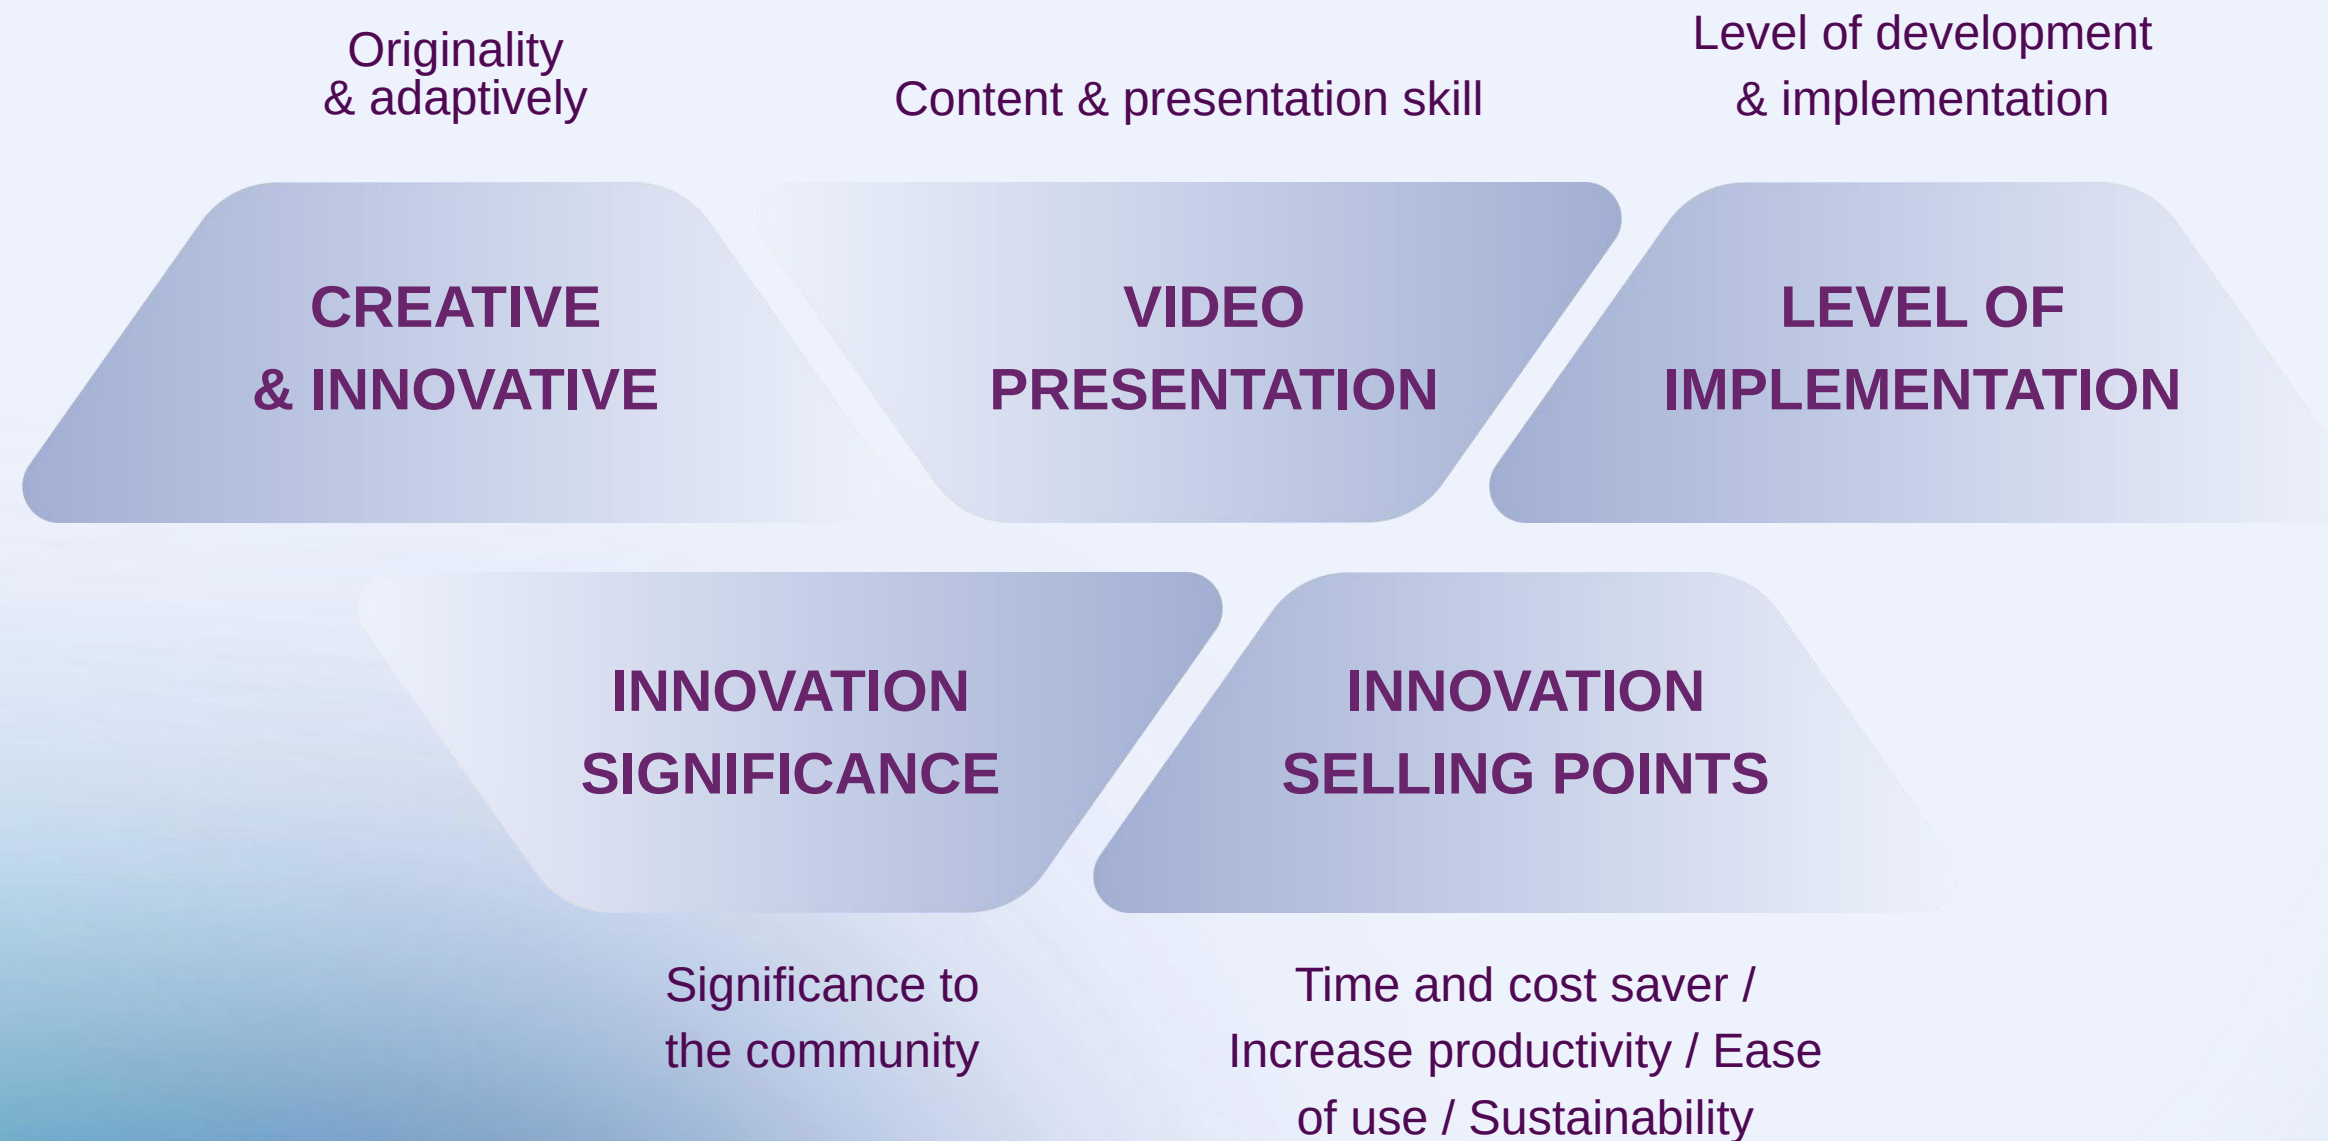 Originality
& adaptively
Content & presentation skill
Level of development
& implementation
CREATIVE
& INNOVATIVE
VIDEO
PRESENTATION
LEVEL OF
IMPLEMENTATION
INNOVATION
SIGNIFICANCE
INNOVATION
SELLING POINTS
Significance to
the community
Time and cost saver /
Increase productivity / Ease
of use / Sustainability